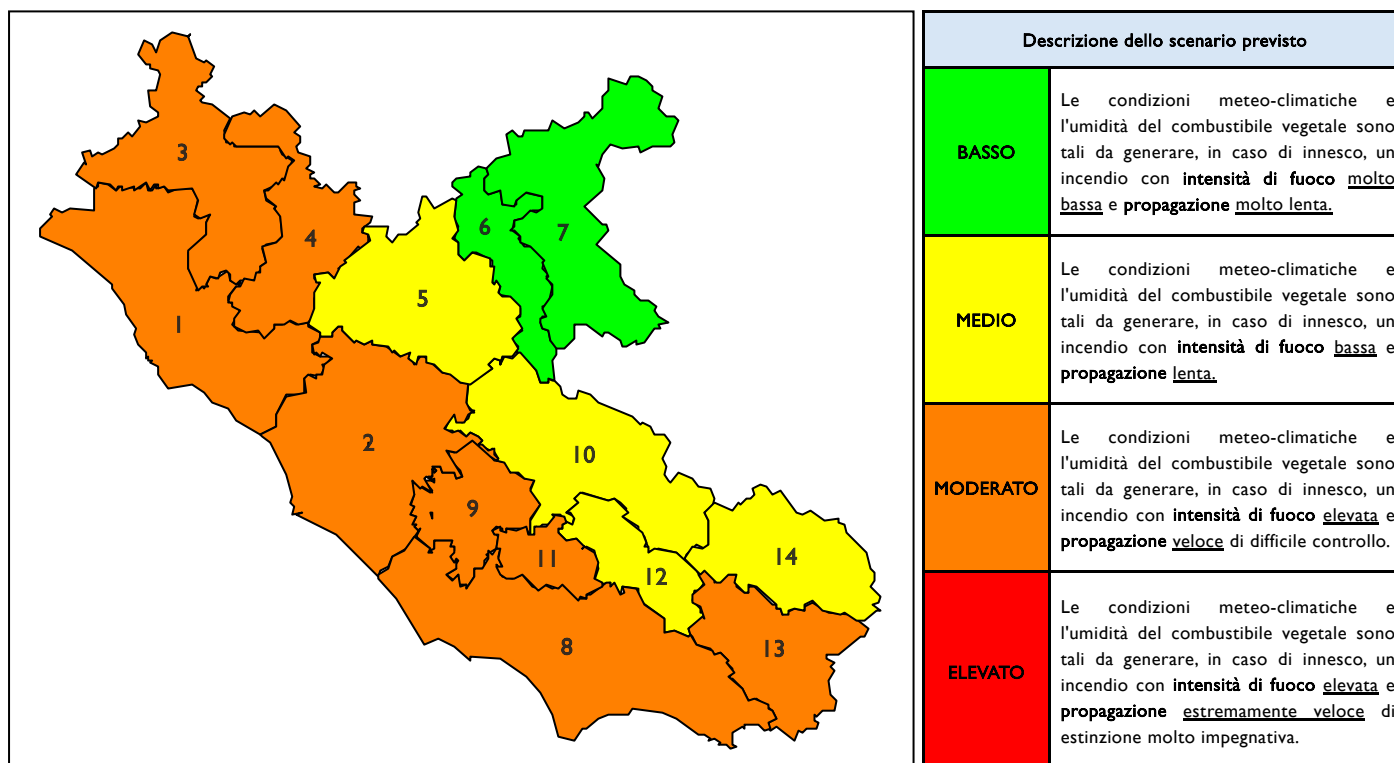 3
4
6
7
5
1
2
10
9
11
12
14
8
13
Descrizione dello scenario previsto
BASSO
Le condizioni meteo-climatiche e
l'umidità del combustibile vegetale sono
tali da generare, in caso di innesco, un
incendio con intensità di fuoco molto
bassa e propagazione molto lenta.
MEDIO
Le condizioni meteo-climatiche e
l'umidità del combustibile vegetale sono
tali da generare, in caso di innesco, un
incendio con intensità di fuoco bassa e
propagazione lenta.
MODERATO
Le condizioni meteo-climatiche e
l'umidità del combustibile vegetale sono
tali da generare, in caso di innesco, un
incendio con intensità di fuoco elevata e
propagazione veloce di difficile controllo.
ELEVATO
Le condizioni meteo-climatiche e
l'umidità del combustibile vegetale sono
tali da generare, in caso di innesco, un
incendio con intensità di fuoco elevata e
propagazione estremamente veloce di
estinzione molto impegnativa.